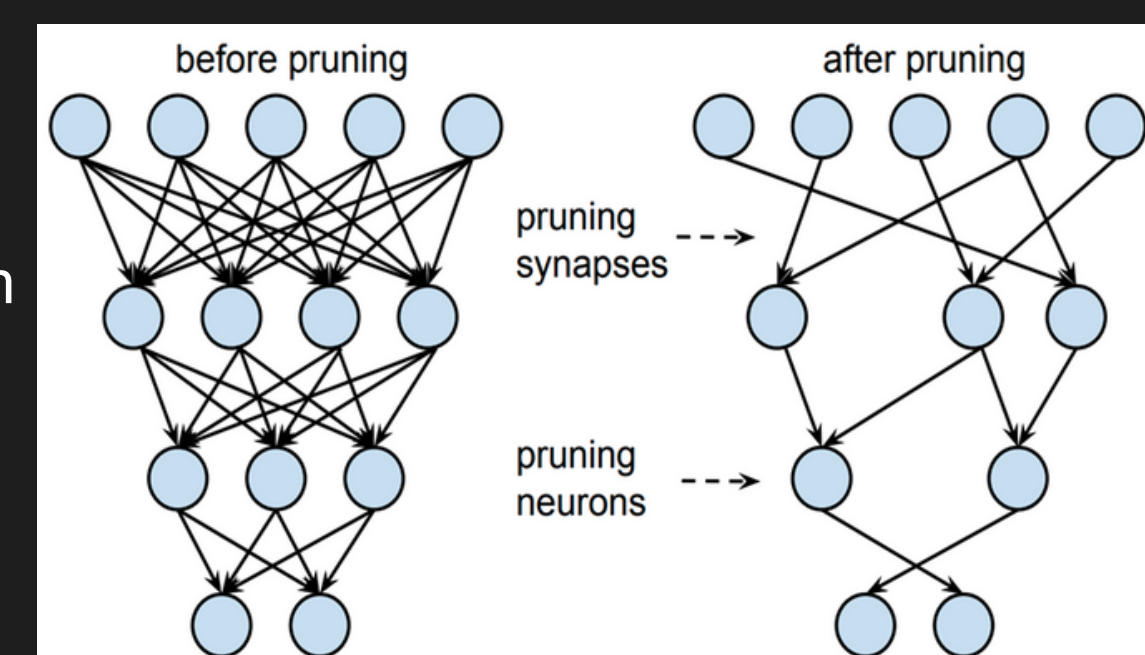 before pruning
after pruning
pruning
synapses
n
pruning
neurons